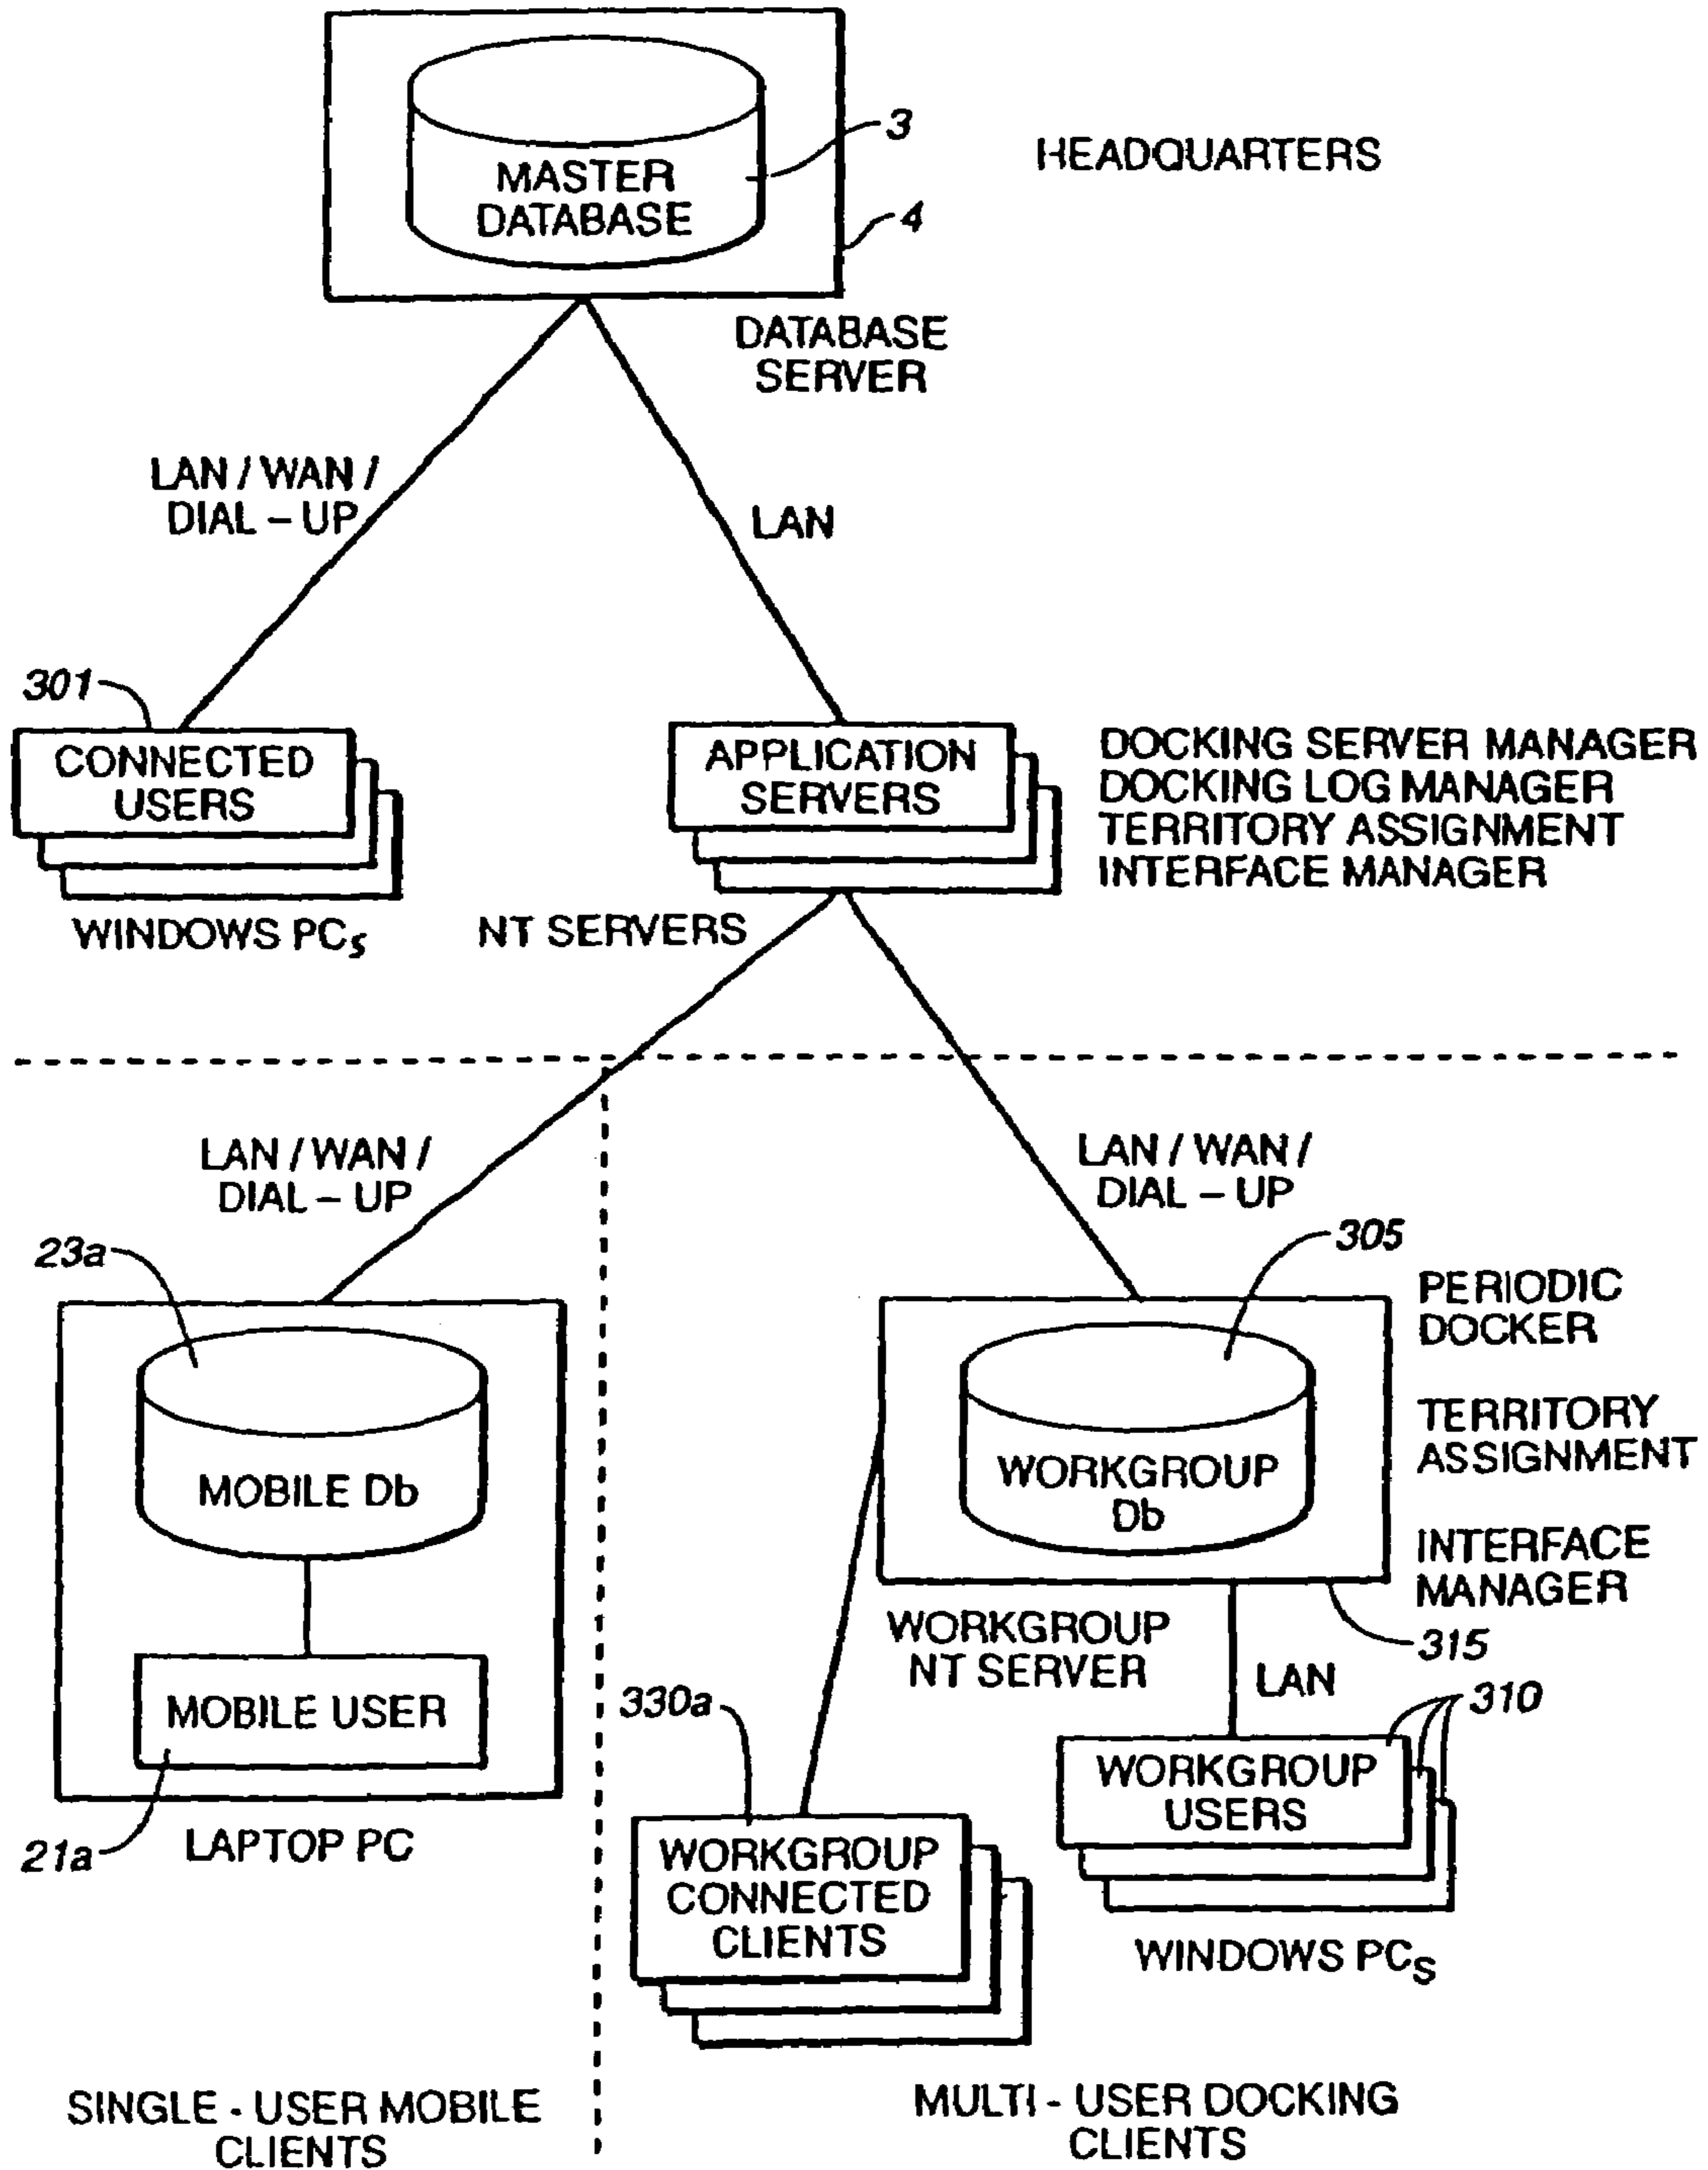 3
HEADQUARTERS
MASTER
DATABASE
4
DATABASE
SERVER
LAN / WAN /
DIAL – UP
LAN
301
CONNECTED
USERS
WINDOWS PCs
APPLICATION
SERVERS
NT SERVERS
DOCKING SERVER MANAGER
DOCKING LOG MANAGER
TERRITORY ASSIGNMENT
INTERFACE MANAGER
LAN / WAN /
DIAL – UP
LAN / WAN /
DIAL – UP
23a
305
PERIODIC
DOCKER
MOBILE Db
WORKGROUP
Db
TERRITORY
ASSIGNMENT
INTERFACE
MANAGER
315
WORKGROUP
NT SERVER
LAN
310
MOBILE USER
330a
21a
LAPTOP PC
WORKGROUP
USERS
WORKGROUP
CONNECTED
CLIENTS
WINDOWS PCS
SINGLE - USER MOBILE
CLIENTS
MULTI - USER DOCKING
CLIENTS